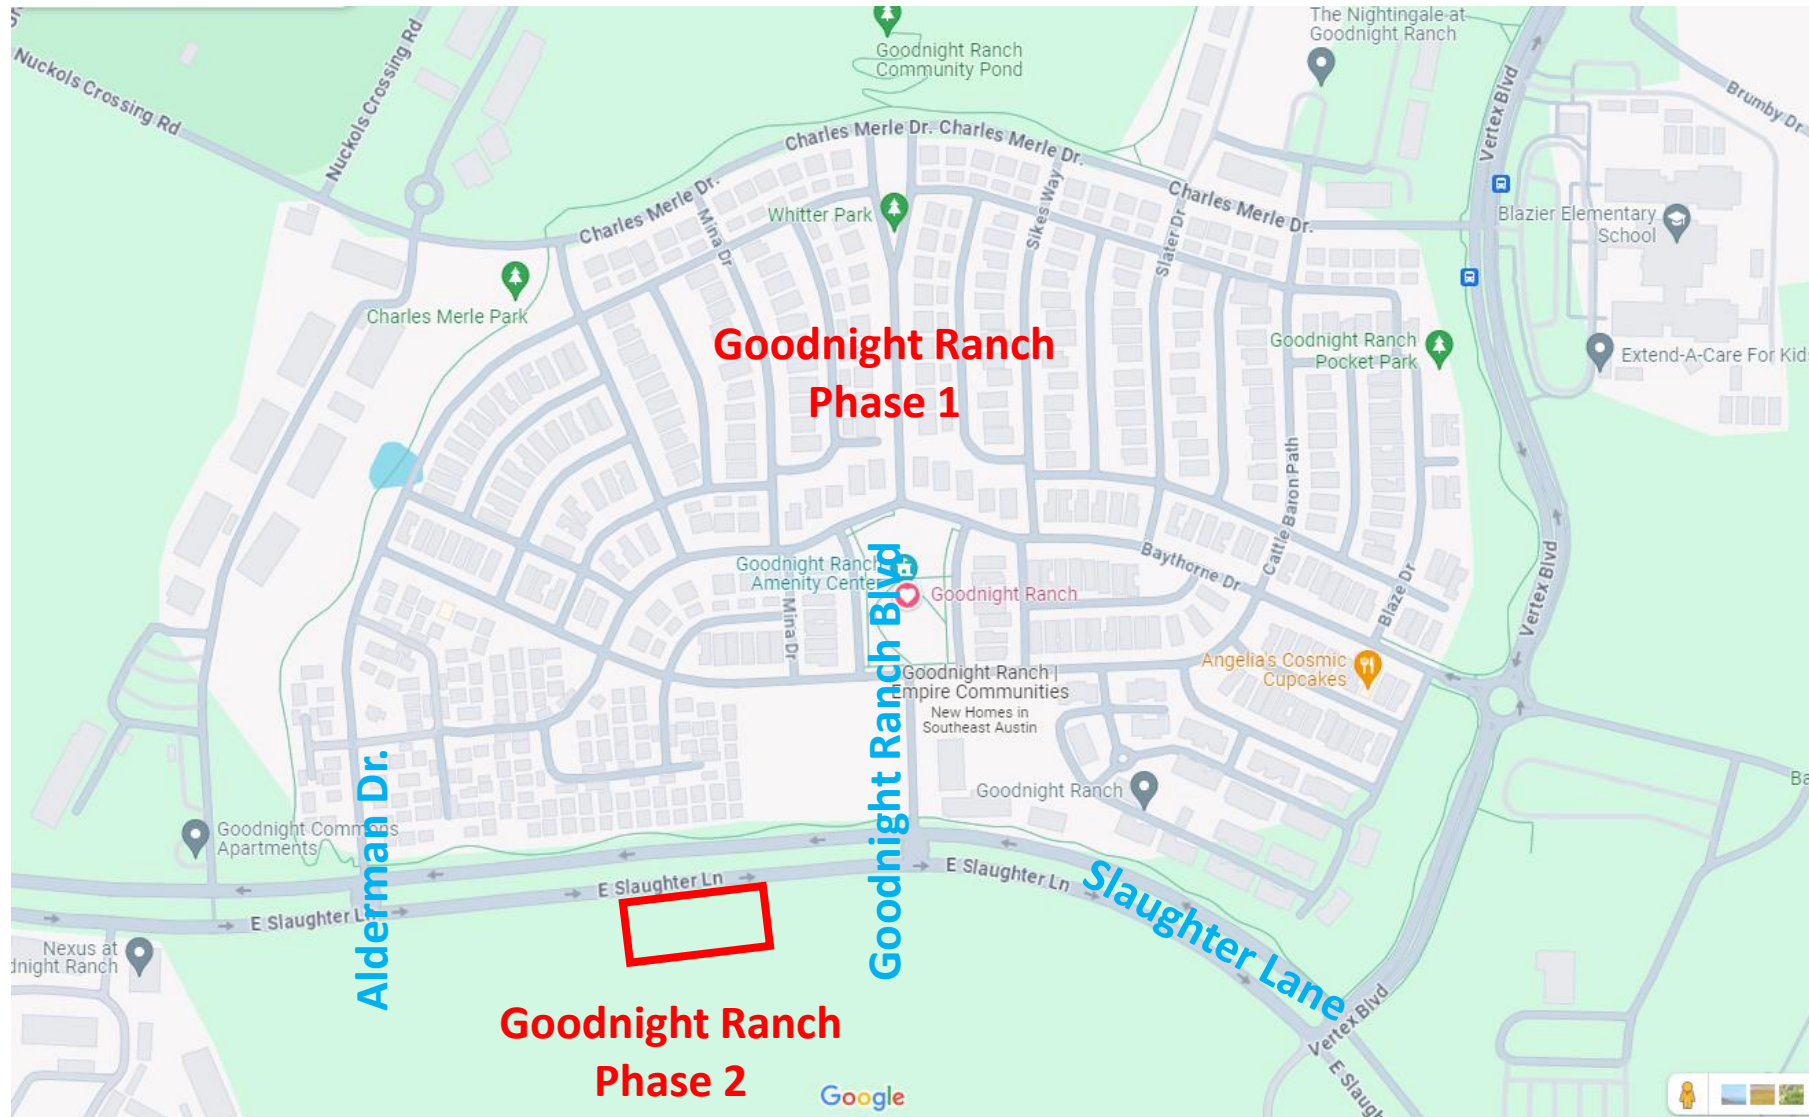 The Nightingale at
Goodnight Ranch
Nuckols Crossing Rd
Nuckols Crossing Rd
Goodnight Ranch
Community Pond
Vertex Blvd
Brumby Dr
Charles Merle Dr.
Charles Merle Dr.
Charles Merle Dr.
Charles Merle Dr.
Mina Dr
Whitter Park
Sikes Way
Slater Dr
Blazier Elementary
School
Charles Merle Park
Goodnight Ranch
Phase 1
Goodnight Ranch
Pocket Park
Extend-A-Care For Kid
Cattle Baron Path
Baythorne Dr
Blaze Dr
Vertex Blvd
Goodnight Ranch
Amenity Center
Goodnight Ranch
Mina Dr
Goodnight Ranch Blvd
Goodnight Ranch |
Empire Communities
New Homes in
Southeast Austin
Angelia's Cosmic
Cupcakes
Alderman Dr.
Goodnight Ranch
Ba
Goodnight Commons
Apartments
E Slaughter Ln
E Slaughter Ln
E Slaughter Ln
Slaughter Lane
Nexus at
dnight Ranch
Vertex Blvd
E Slaug
Goodnight Ranch
Phase 2
Google